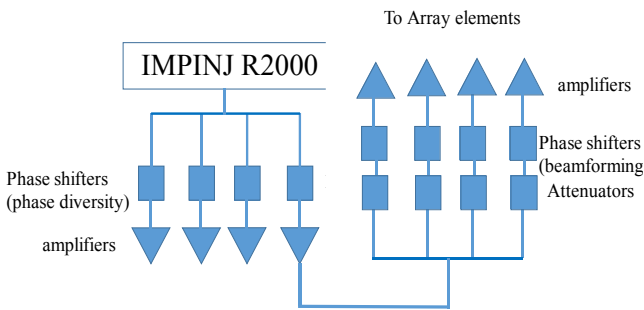 To Array elements
IMPINJ R2000
amplifiers
Phase shifters
(beamforming
Attenuators
Phase shifters
(phase diversity)
amplifiers